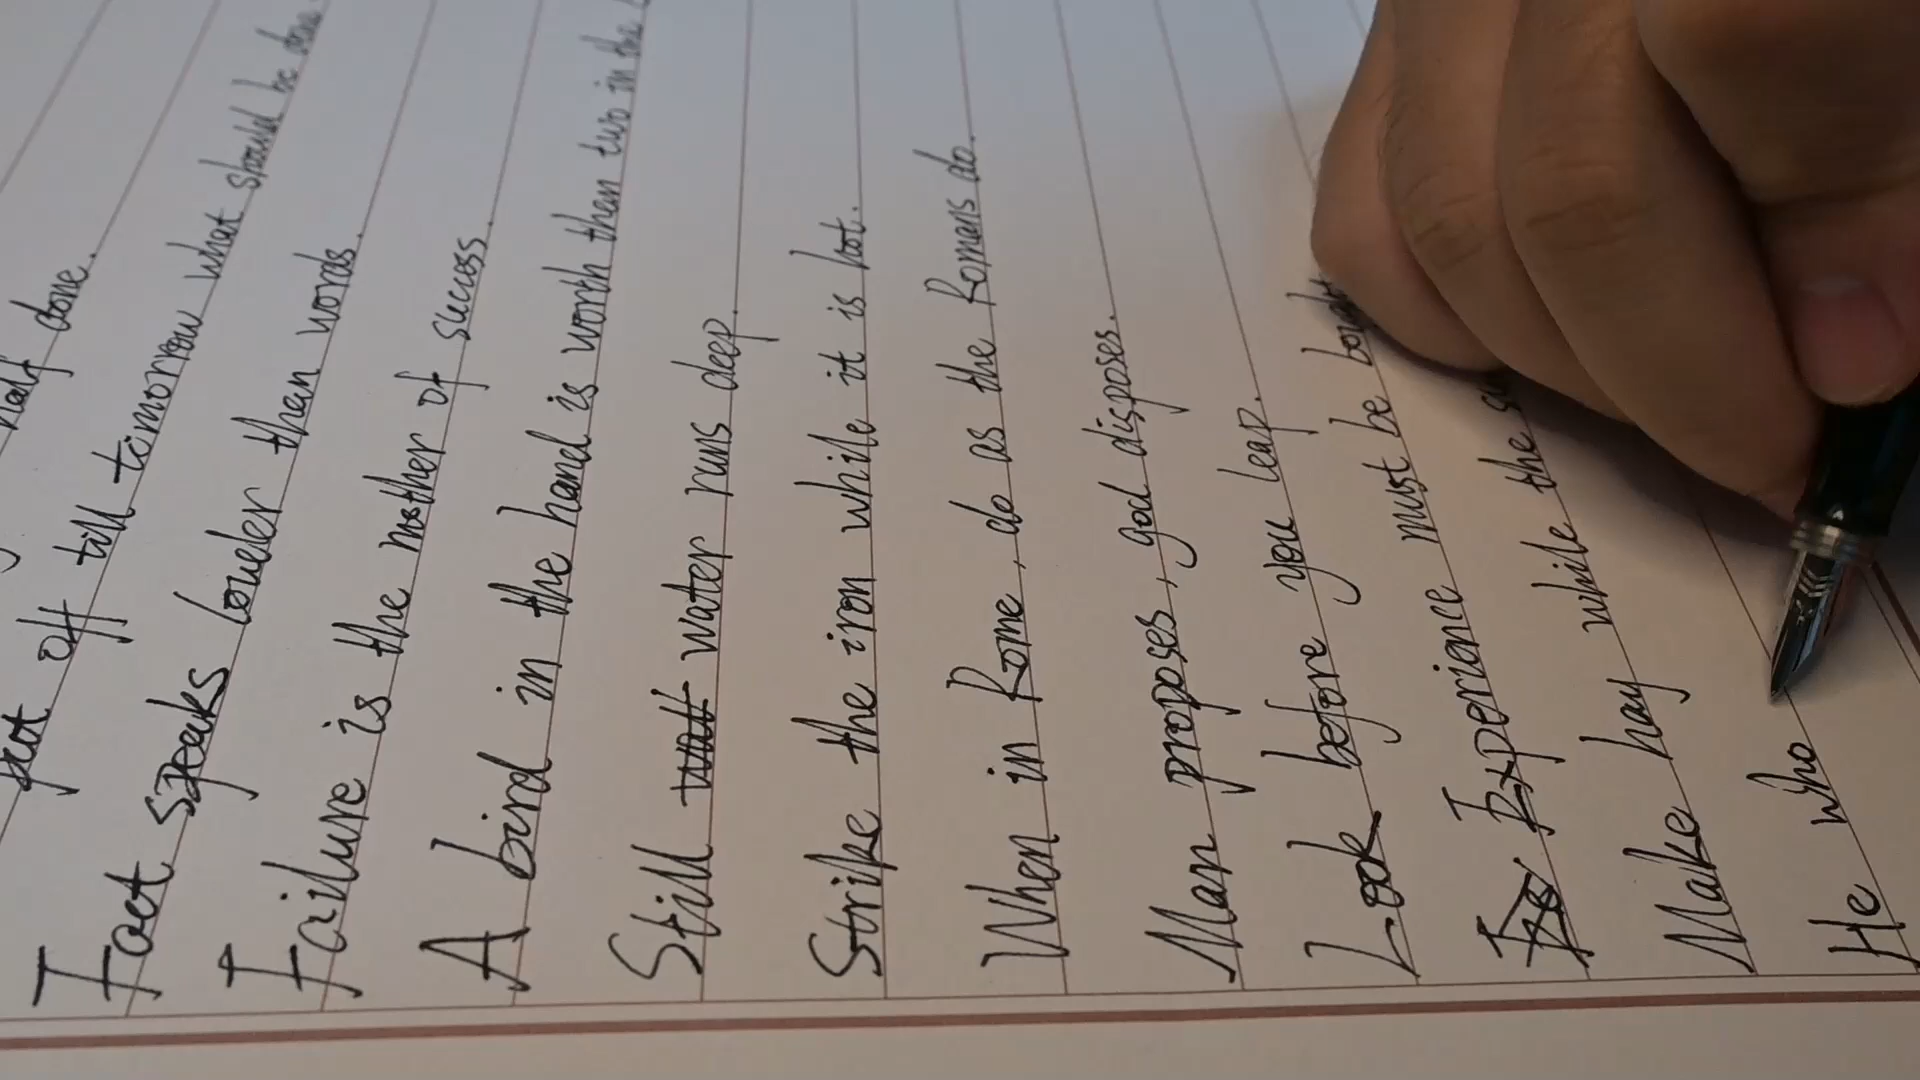 half done.
put off till tomorrow what should be done
Fact speaks louder than words.
Failure is the mother of success.
A bird in the hand is worth than two in the
Still water runs deep.
Strike the iron while it is hot.
When in Rome, do as the Romans do.
Man proposes, god disposes.
Look before you leap.
Experience must be bought
Make hay while the
He who